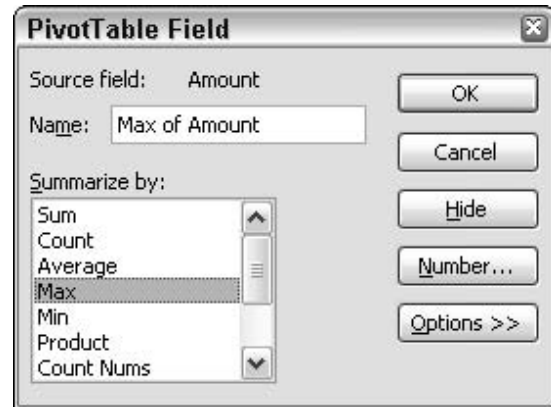 PivotTable Field
Source field: Amount
Name: Max of Amount
Summarize by:
Sum
Count
Average
Max
Min
Product
Count Nums
OK
Cancel
Hide
Number...
Options >>